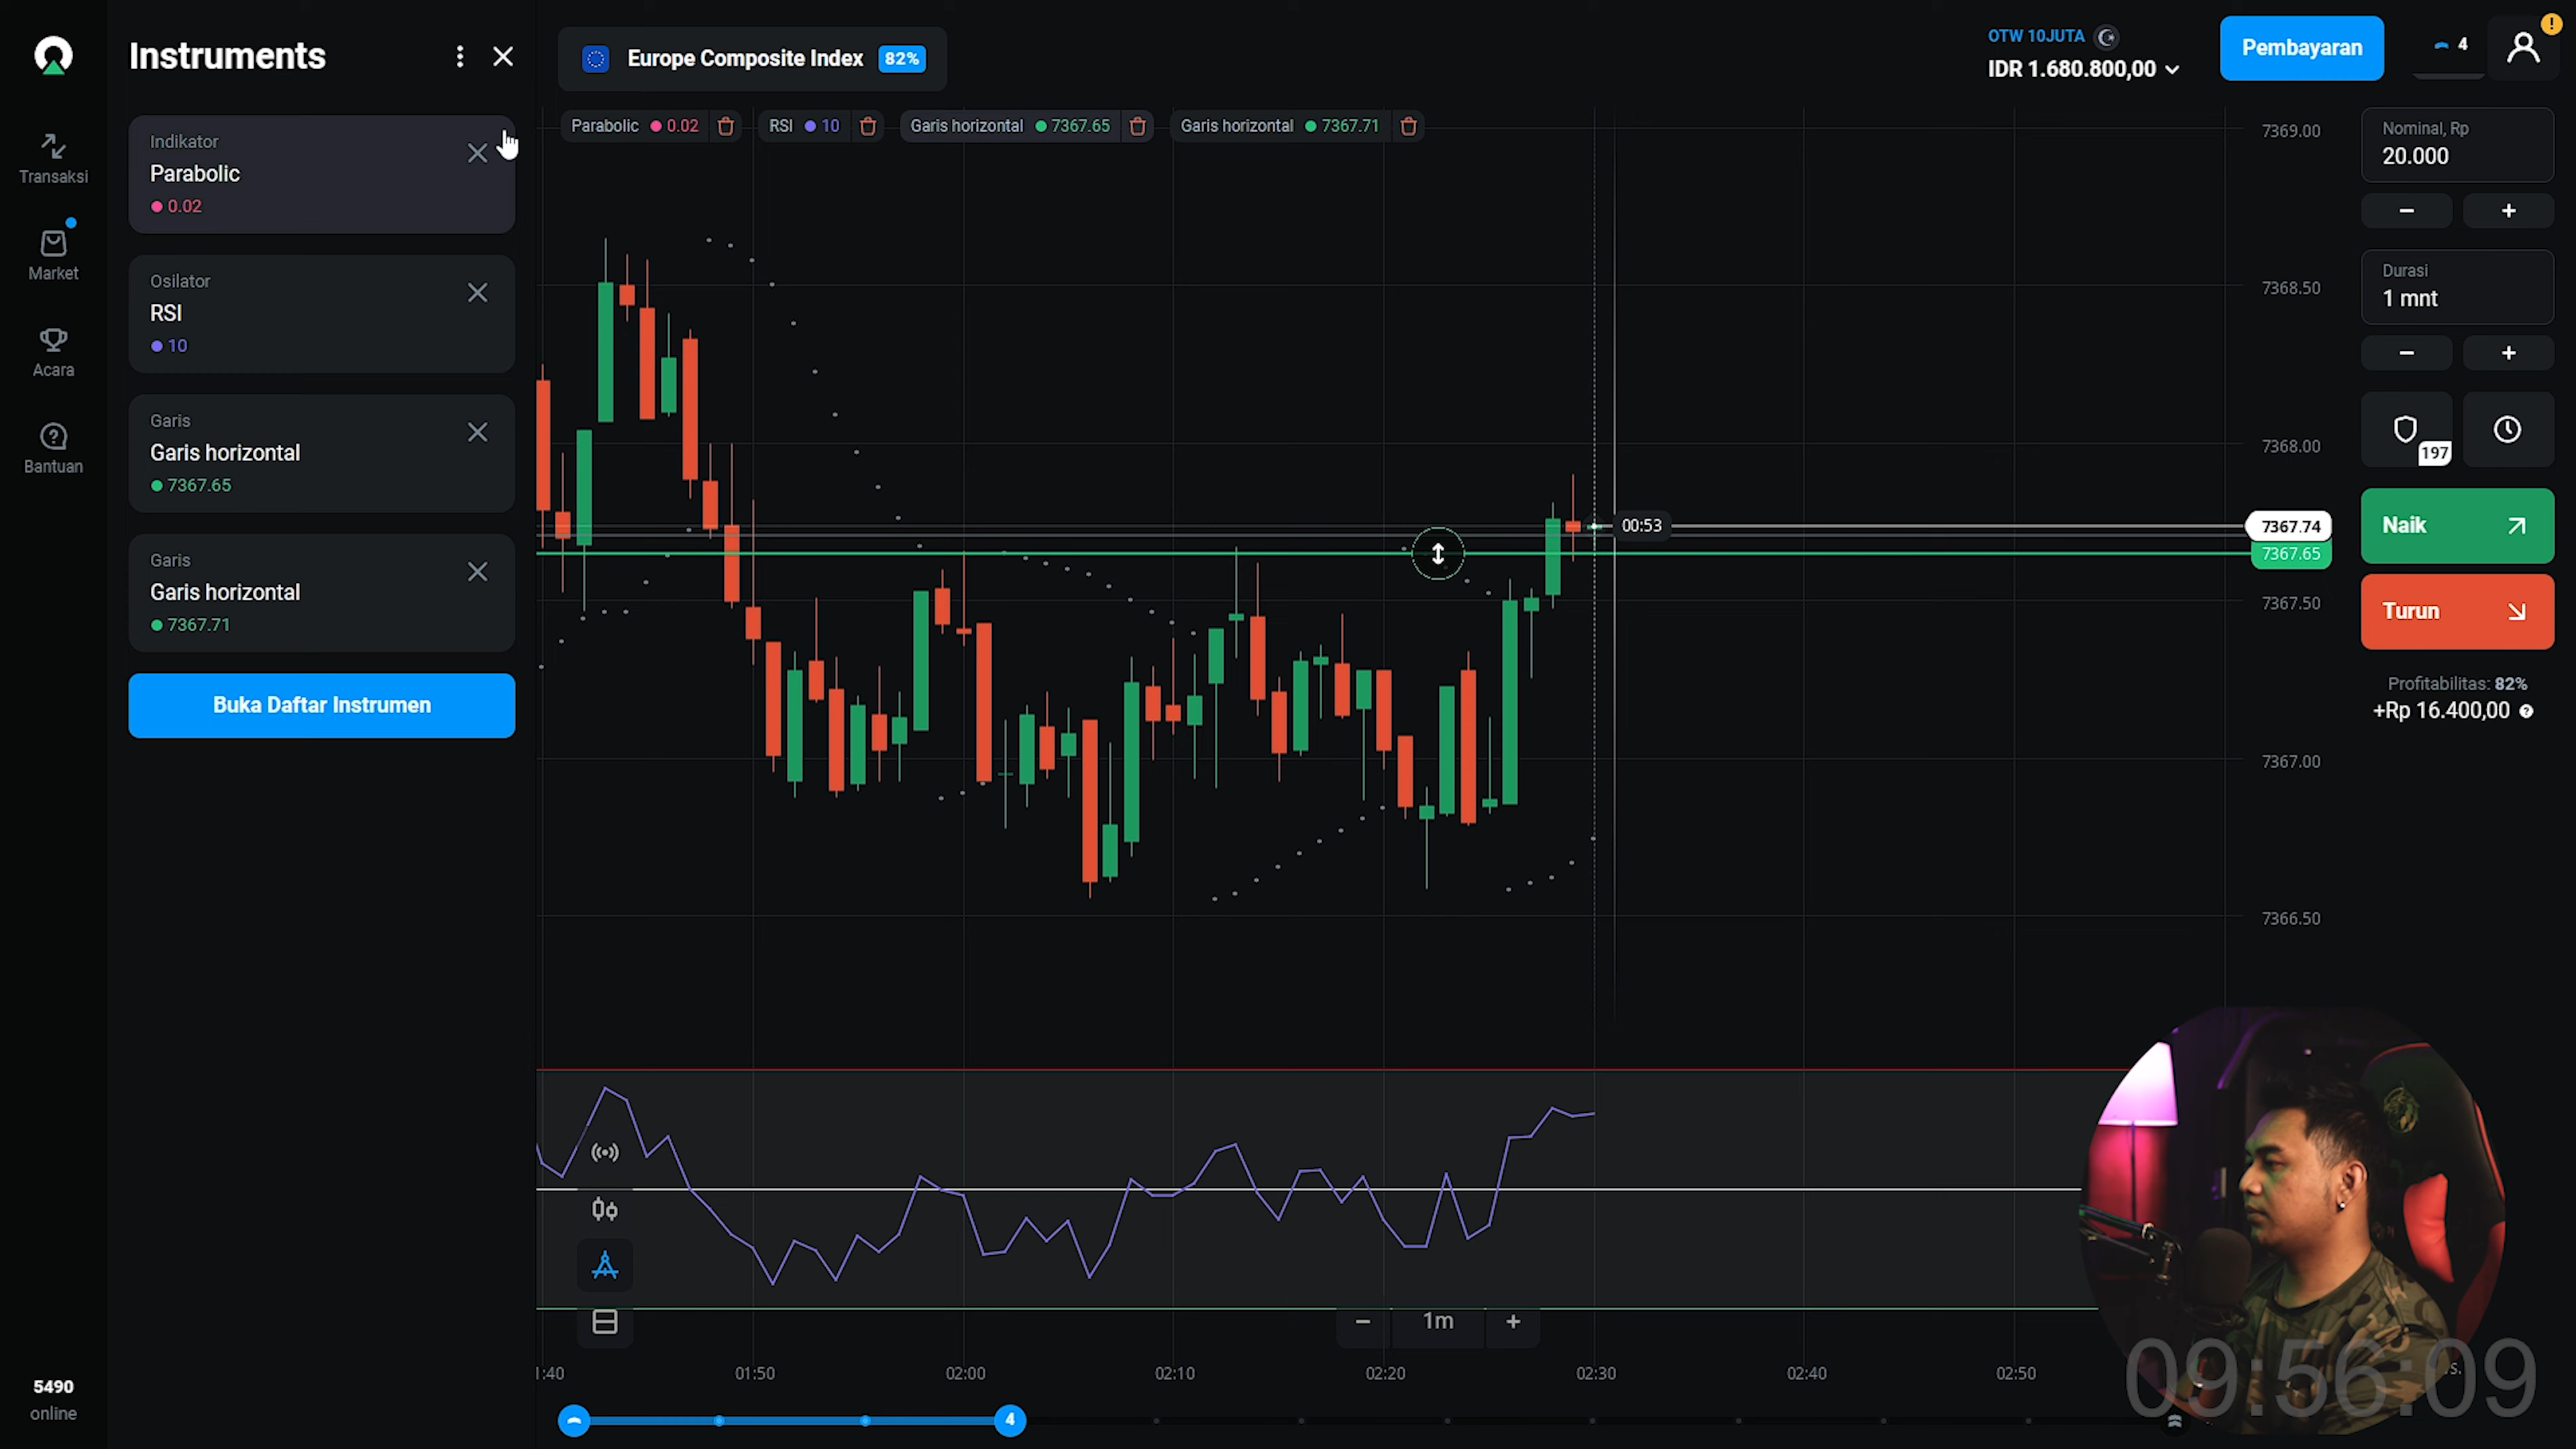 Instruments
Europe Composite Index 82%
OTW 10JUTA
IDR 1.680.800,00
Pembayaran
4
!
Transaksi
Market
Acara
Bantuan
5490
online
Indikator
Parabolic
0.02
Osilator
RSI
10
Garis
Garis horizontal
7367.65
Garis
Garis horizontal
7367.71
Buka Daftar Instrumen
Parabolic 0.02
RSI 10
Garis horizontal 7367.65
Garis horizontal 7367.71
7369.00
7368.50
7368.00
7367.74
7367.65
7367.50
7367.00
7366.50
00:53
Nominal, Rp
20.000
− +
Durasi
1 mnt
− +
197
Naik
Turun
Profitabilitas: 82%
+Rp 16.400,00 ?
− 1m +
1:40 01:50 02:00 02:10 02:20 02:30 02:40 02:50
4
09:56:09